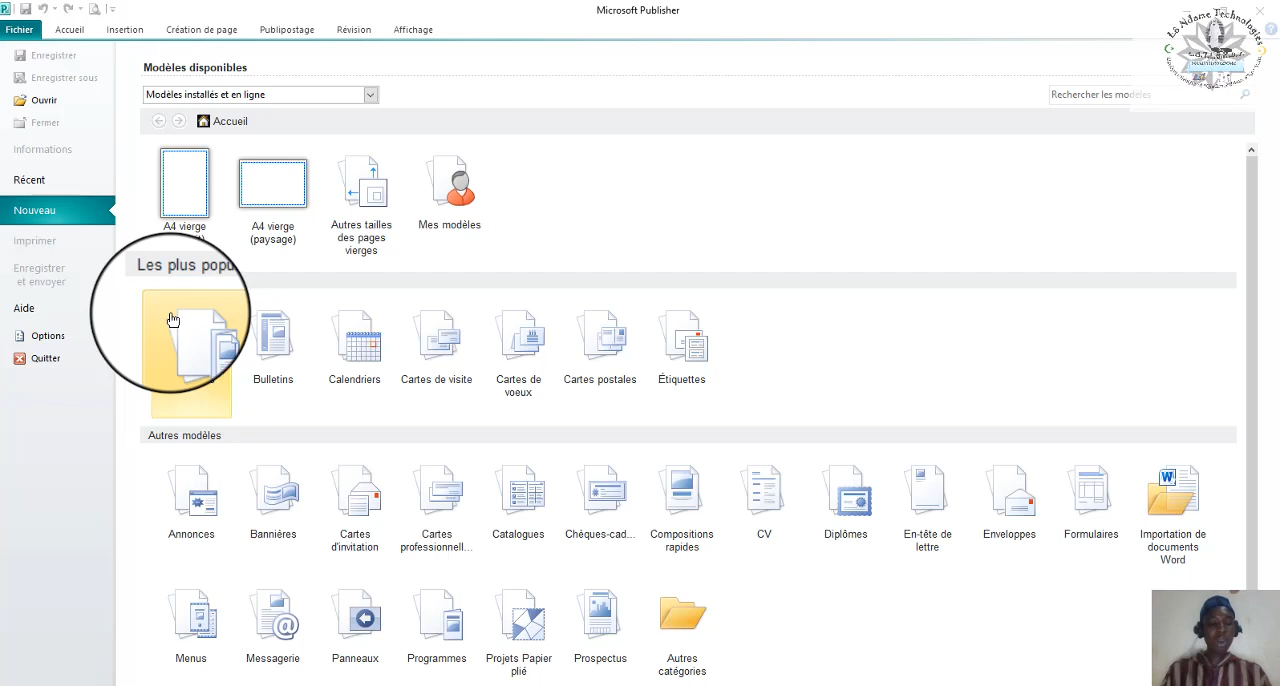 Microsoft Publisher
Fichier
Accueil
Insertion
Création de page
Publipostage
Révision
Affichage
Lô Ndame Technologies
Enregistrer
Enregistrer sous
Ouvrir
Fermer
Informations
Récent
Nouveau
Imprimer
Enregistrer
et envoyer
Aide
Options
Quitter
Modèles disponibles
Modèles installés et en ligne
Rechercher les modèles
Accueil
A4 vierge
A4 vierge
(paysage)
Autres tailles
des pages
vierges
Mes modèles
Les plus popu
Bulletins
Calendriers
Cartes de visite
Cartes de
voeux
Cartes postales
Étiquettes
Autres modèles
Annonces
Bannières
Cartes
d'invitation
Cartes
professionnell...
Catalogues
Chèques-cad...
Compositions
rapides
CV
Diplômes
En-tête de
lettre
Enveloppes
Formulaires
Importation de
documents
Word
Menus
Messagerie
Panneaux
Programmes
Projets Papier
plié
Prospectus
Autres
catégories